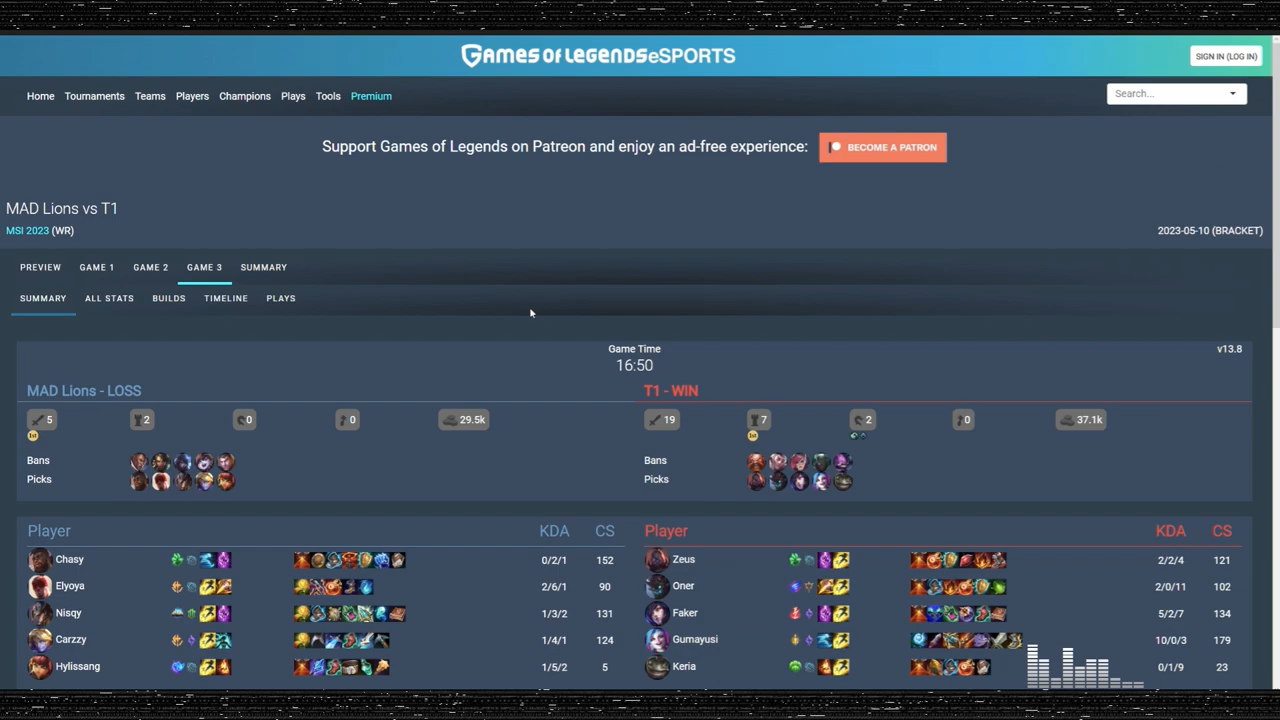 GAMES OF LEGENDS eSPORTS
SIGN IN (LOG IN)
Home Tournaments Teams Players Champions Plays Tools Premium
Search...
Support Games of Legends on Patreon and enjoy an ad-free experience: BECOME A PATRON
MAD Lions vs T1
MSI 2023 (WR)
2023-05-10 (BRACKET)
PREVIEW GAME 1 GAME 2 GAME 3 SUMMARY
SUMMARY ALL STATS BUILDS TIMELINE PLAYS
Game Time
v13.8
16:50
MAD Lions - LOSS
T1 - WIN
5 2 0 0 29.5k
19 7 2 0 37.1k
1st
1st
Bans
Bans
Picks
Picks
Player KDA CS
Player KDA CS
Chasy 0/2/1 152
Zeus 2/2/4 121
Elyoya 2/6/1 90
Oner 2/0/11 102
Nisqy 1/3/2 131
Faker 5/2/7 134
Carzzy 1/4/1 124
Gumayusi 10/0/3 179
Hylissang 1/5/2 5
Keria 0/1/9 23